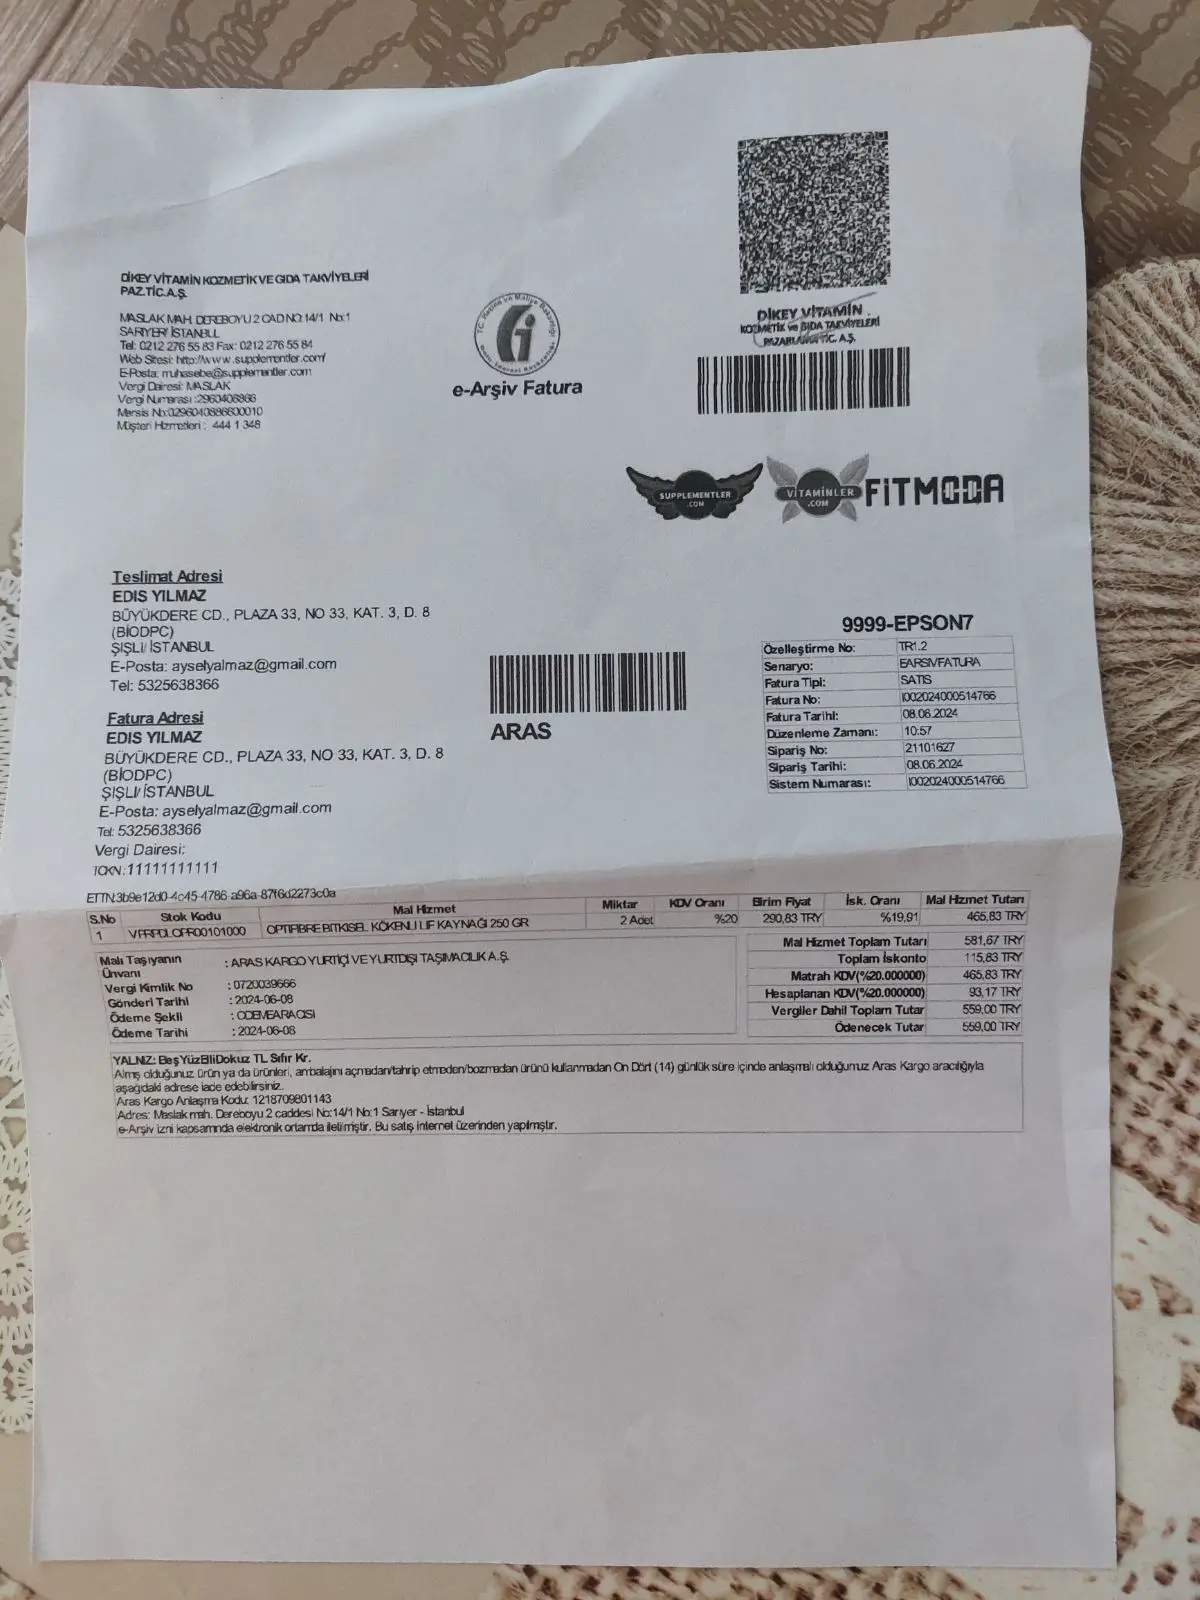 DİKEY VİTAMİN KOZMETİK VE GIDA TAKVİYELERİ
PAZ.TİC.A.Ş.
MASLAK MAH. DEREBOYU 2 CAD NO:14/1 No:1
SARIYER/ İSTANBUL
Tel: 0212 276 55 83 Fax: 0212 276 55 84
Web Sitesi: http://www.supplementler.com/
E-Posta: muhasebe@supplementler.com
Vergi Dairesi: MASLAK
Vergi Numarası :2960406866
Mersis No:0296040686600010
Müşteri Hizmetleri : 444 1 348
T.C. Hazine ve Maliye Bakanlığı
Gelir İdaresi Başkanlığı
e-Arşiv Fatura
DİKEY VİTAMİN
KOZMETİK ve GIDA TAKVİYELERİ
PAZARLAMA TİC. A.Ş.
SUPPLEMENTLER
.COM
VİTAMİNLER
.COM
FiTMODA
Teslimat Adresi
EDIS YILMAZ
BÜYÜKDERE CD., PLAZA 33, NO 33, KAT. 3, D. 8
(BİODPC)
ŞIŞLI/ İSTANBUL
E-Posta: ayselyalmaz@gmail.com
Tel: 5325638366
Fatura Adresi
EDIS YILMAZ
BÜYÜKDERE CD., PLAZA 33, NO 33, KAT. 3, D. 8
(BİODPC)
ŞIŞLI/ İSTANBUL
E-Posta: ayselyalmaz@gmail.com
Tel: 5325638366
Vergi Dairesi:
TCKN:11111111111
ARAS
9999-EPSON7
Özelleştirme No: TR1.2
Senaryo: EARSIVFATURA
Fatura Tipi: SATIS
Fatura No: I002024000514766
Fatura Tarihi: 08.06.2024
Düzenleme Zamanı: 10:57
Sipariş No: 21101627
Sipariş Tarihi: 08.06.2024
Sistem Numarası: I002024000514766
ETTN:3b9e12d0-4c45-4786-a96a-87f6d2273c0a
S.No Stok Kodu Mal Hizmet Miktar KDV Oranı Birim Fiyat İsk. Oranı Mal Hizmet Tutarı
1 OPTIFIBRE BITKISEL KÖKENLI LIF KAYNAĞI 250 GR 2 Adet %20 290,83 TRY %19,91 465,83 TRY
Malı Taşıyanın Ünvanı : ARAS KARGO YURTİÇİ VE YURTDIŞI TAŞIMACILIK A.Ş.
Vergi Kimlik No : 0720039666
Gönderi Tarihi : 2024-06-08
Ödeme Şekli : ODEMEARACISI
Ödeme Tarihi : 2024-06-08
Mal Hizmet Toplam Tutarı 581,67 TRY
Toplam İskonto 115,83 TRY
Matrah KDV(%20.000000) 465,83 TRY
Hesaplanan KDV(%20.000000) 93,17 TRY
Vergiler Dahil Toplam Tutar 559,00 TRY
Ödenecek Tutar 559,00 TRY
YALNIZ: BeşYüzElliDokuz TL Sıfır Kr.
Almış olduğunuz ürün ya da ürünleri, ambalajını açmadan/tahrip etmeden/bozmadan ürünü kullanmadan On Dört (14) günlük süre içinde anlaşmalı olduğumuz Aras Kargo aracılığıyla
aşağıdaki adrese iade edebilirsiniz.
Aras Kargo Anlaşma Kodu: 1218709801143
Adres: Maslak mah. Dereboyu 2 caddesi No:14/1 No:1 Sarıyer - İstanbul
e-Arşiv izni kapsamında elektronik ortamda iletilmiştir. Bu satış internet üzerinden yapılmıştır.